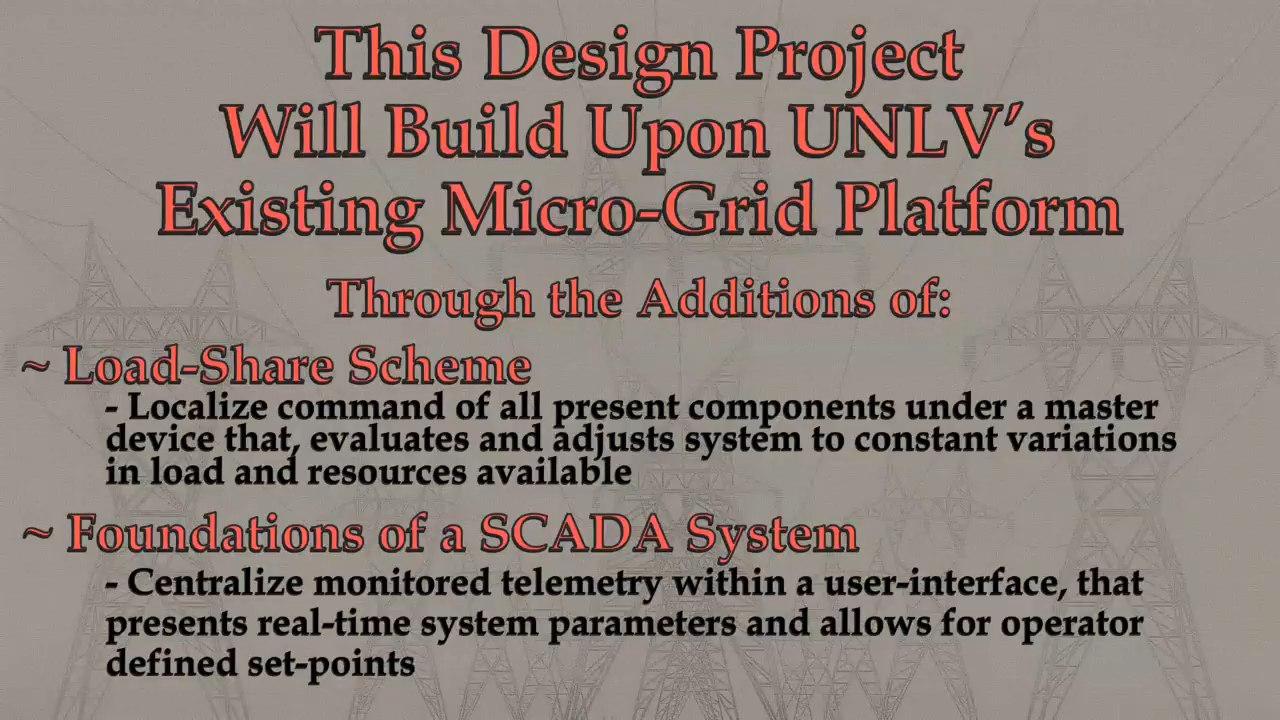 This Design Project
Will Build Upon UNLV's
Existing Micro-Grid Platform
Through the Additions of:
~ Load-Share Scheme
- Localize command of all present components under a master
device that, evaluates and adjusts system to constant variations
in load and resources available
~ Foundations of a SCADA System
- Centralize monitored telemetry within a user-interface, that
presents real-time system parameters and allows for operator
defined set-points